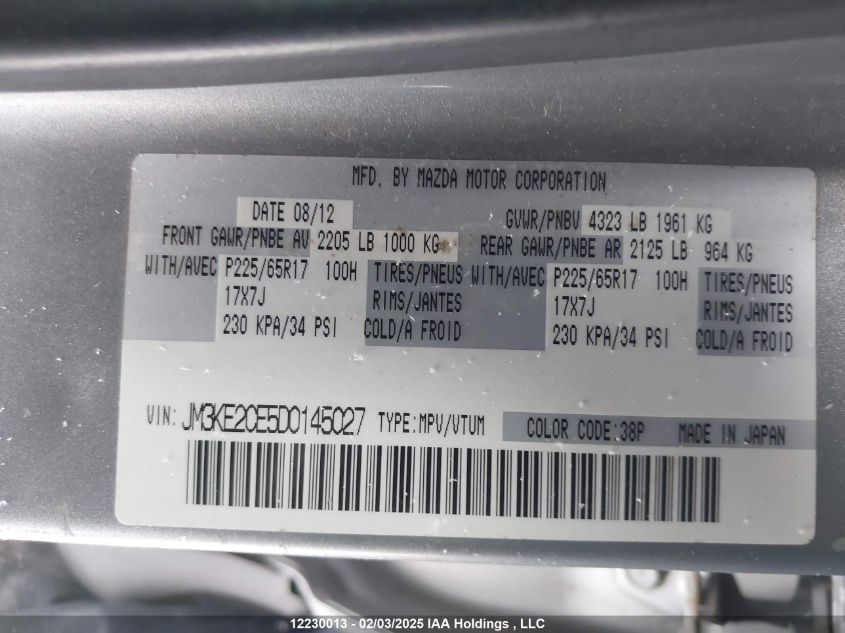 MFD. BY MAZDA MOTOR CORPORATION
DATE 08/12 GVWR/PNBV 4323 LB 1961 KG
FRONT GAWR/PNBE AV 2205 LB 1000 KG REAR GAWR/PNBE AR 2125 LB 964 KG
WITH/AVEC P225/65R17 100H TIRES/PNEUS WITH/AVEC P225/65R17 100H TIRES/PNEUS
17X7J RIMS/JANTES 17X7J RIMS/JANTES
230 KPA/34 PSI COLD/A FROID 230 KPA/34 PSI COLD/A FROID
VIN: JM3KE2CE5D0145027 TYPE:MPV/VTUM COLOR CODE:38P MADE IN JAPAN
12230013 - 02/03/2025 IAA Holdings , LLC